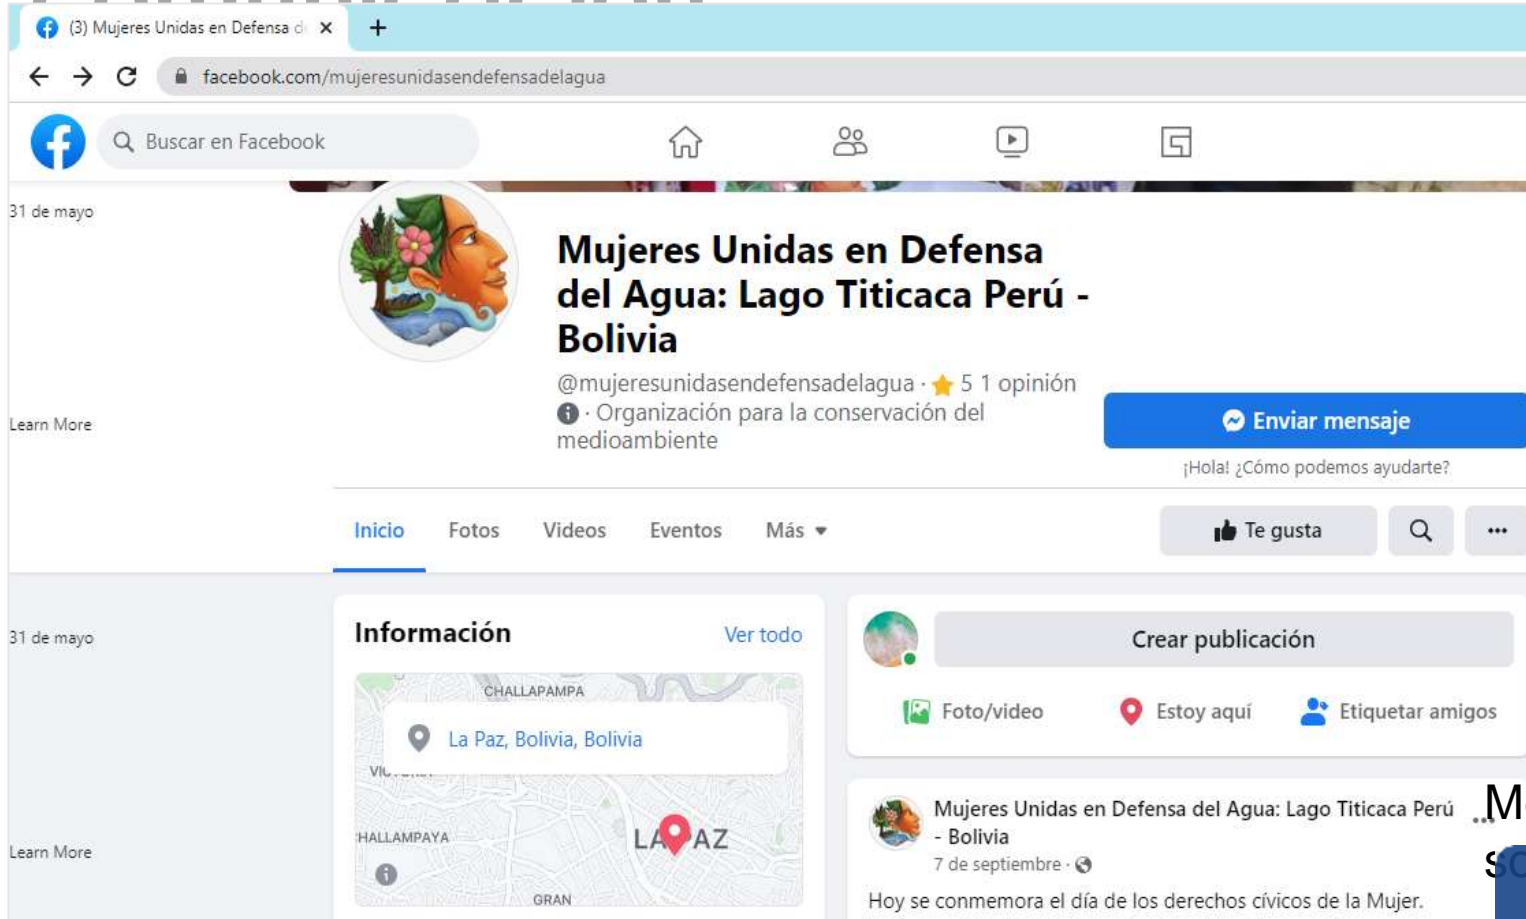 (3) Mujeres Unidas en Defensa d
facebook.com/mujeresunidasendefensadelagua
Buscar en Facebook
31 de mayo
Mujeres Unidas en Defensa
del Agua: Lago Titicaca Perú -
Bolivia
@mujeresunidasendefensadelagua · 5 1 opinión
· Organización para la conservación del
medioambiente
Learn More
Enviar mensaje
¡Hola! ¿Cómo podemos ayudarte?
Inicio Fotos Videos Eventos Más
Te gusta
31 de mayo
Información Ver todo
CHALLAPAMPA
La Paz, Bolivia, Bolivia
HALLAMPAYA
LA PAZ
GRAN
Learn More
Crear publicación
Foto/video Estoy aquí Etiquetar amigos
Mujeres Unidas en Defensa del Agua: Lago Titicaca Perú
- Bolivia
7 de septiembre ·
Hoy se conmemora el día de los derechos cívicos de la Mujer.